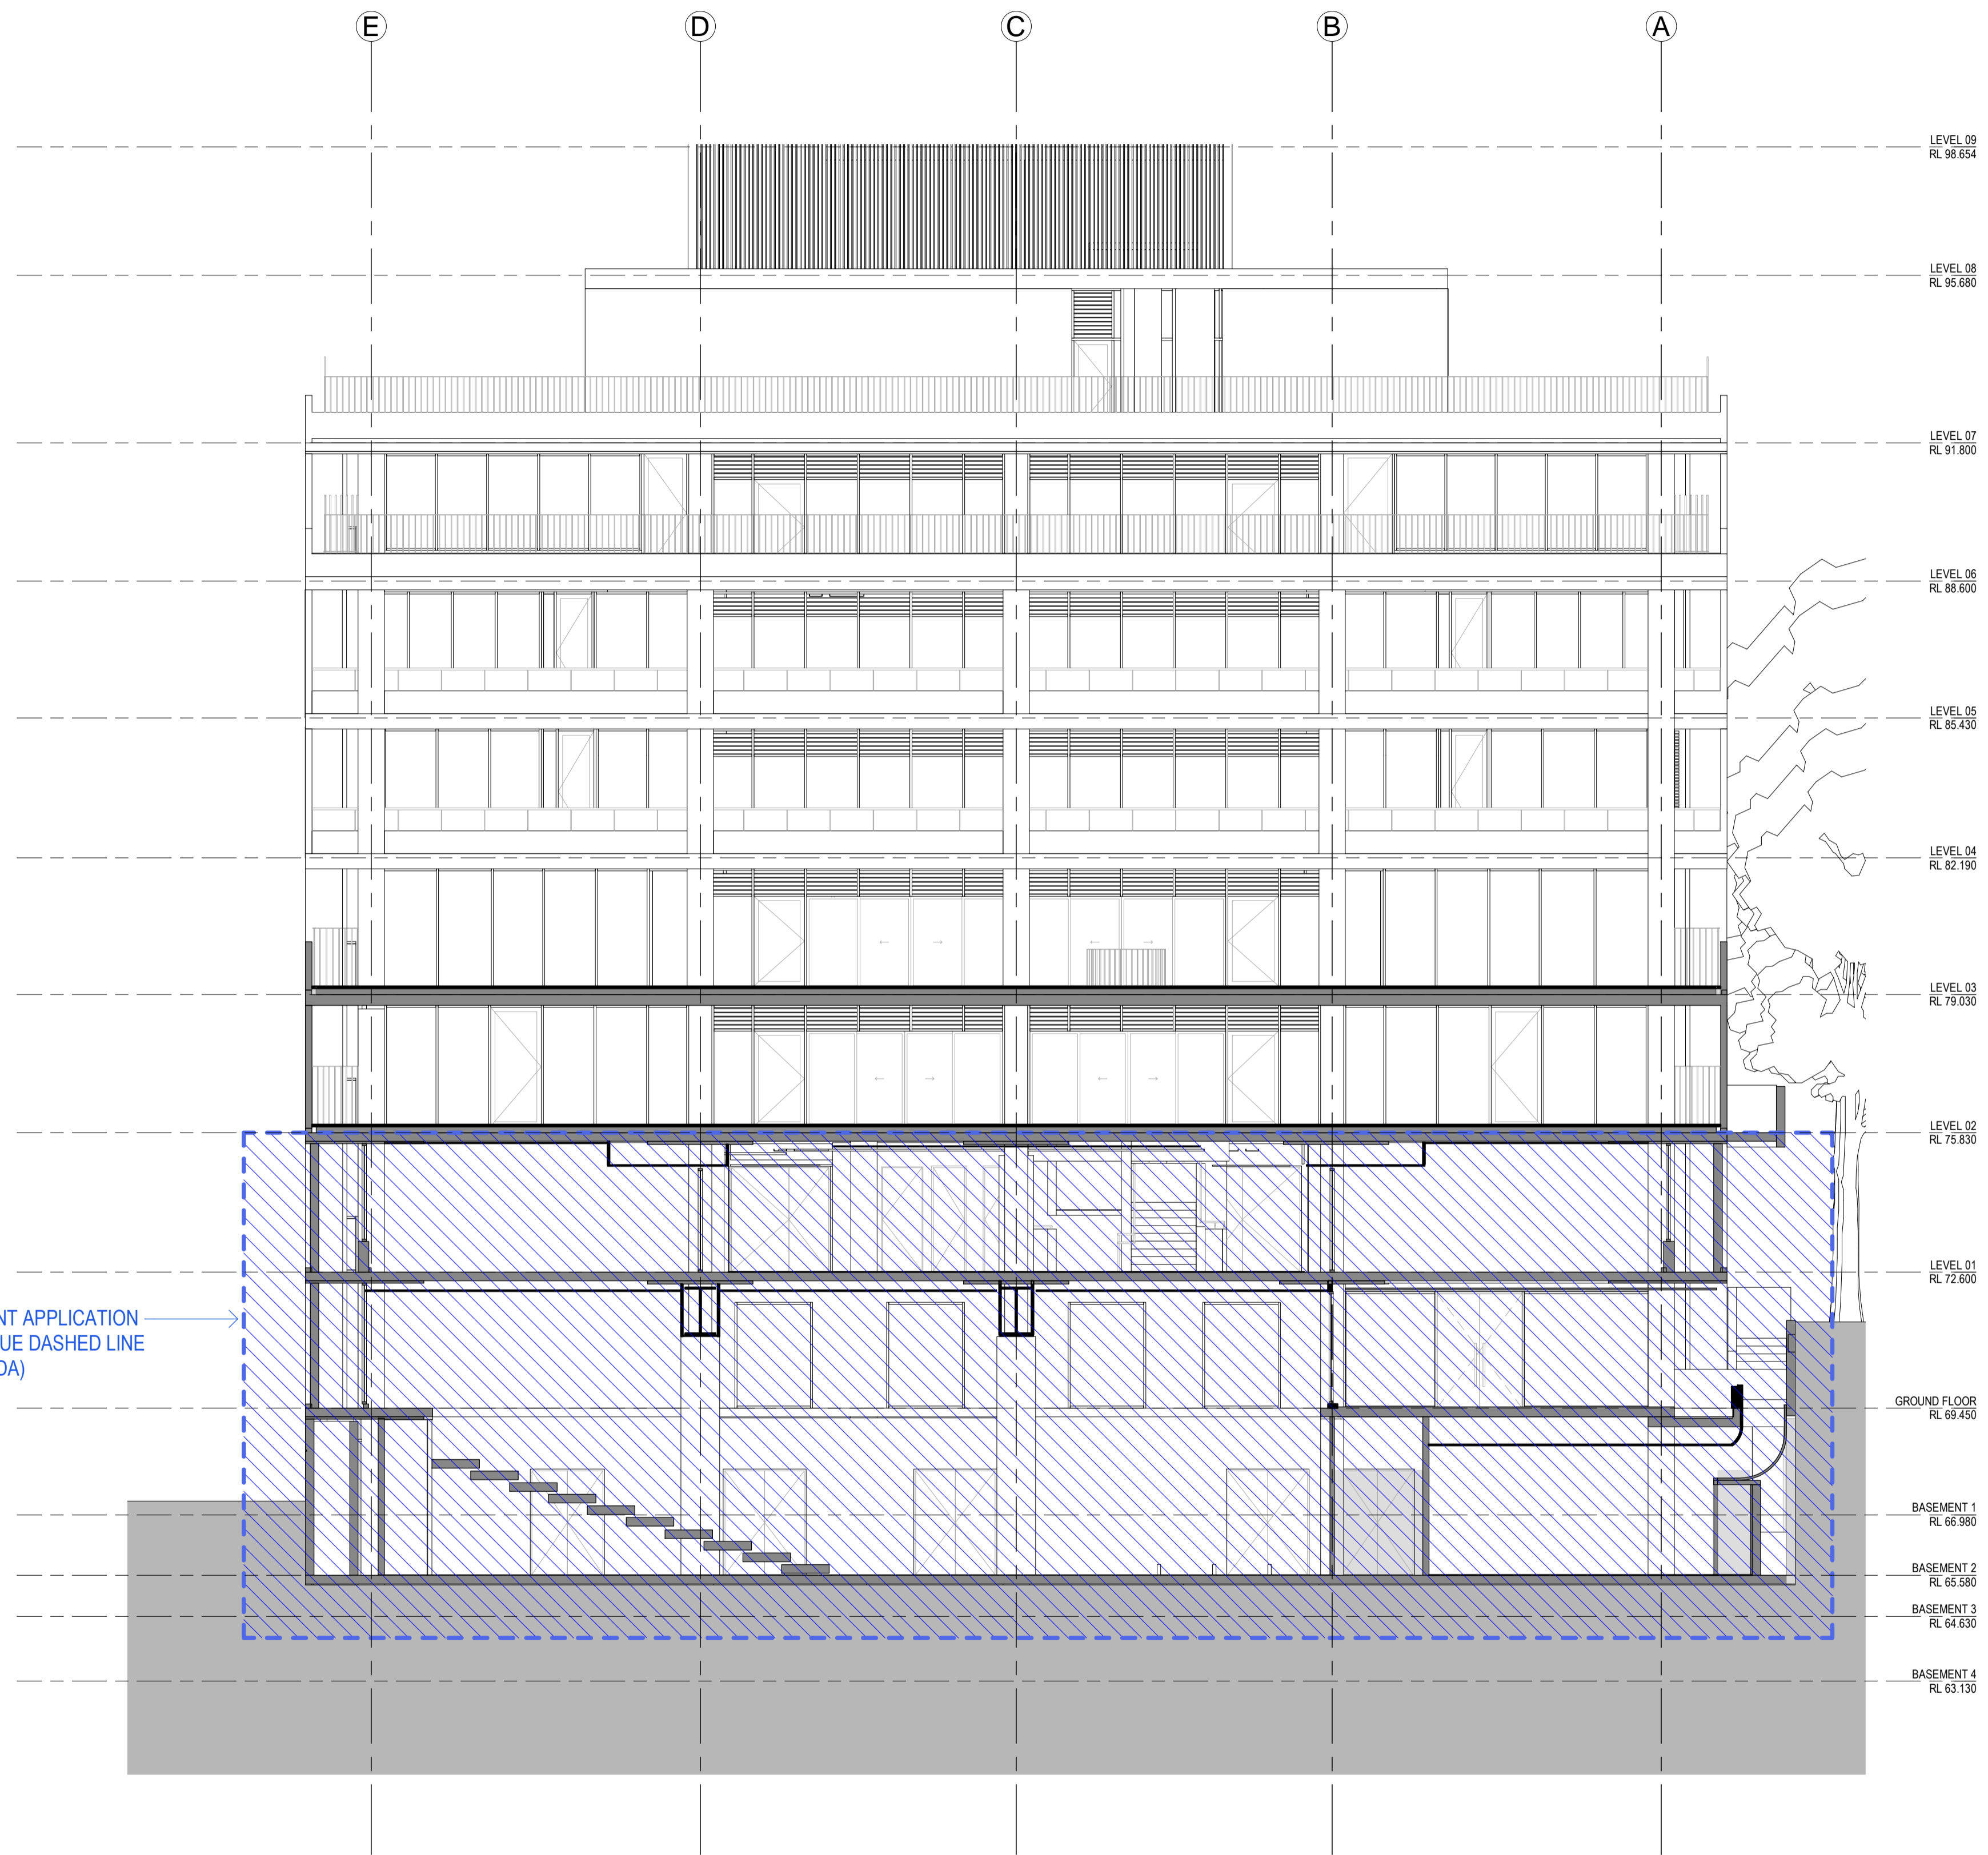 E
D
C
B
A
LEVEL 09
RL 98.654
LEVEL 08
RL 95.680
LEVEL 07
RL 91.800
LEVEL 06
RL 88.600
LEVEL 05
RL 85.430
LEVEL 04
RL 82.190
LEVEL 03
RL 79.030
LEVEL 02
RL 75.830
LEVEL 01
RL 72.600
NT APPLICATION
UE DASHED LINE
DA)
GROUND FLOOR
RL 69.450
BASEMENT 1
RL 66.980
BASEMENT 2
RL 65.580
BASEMENT 3
RL 64.630
BASEMENT 4
RL 63.130